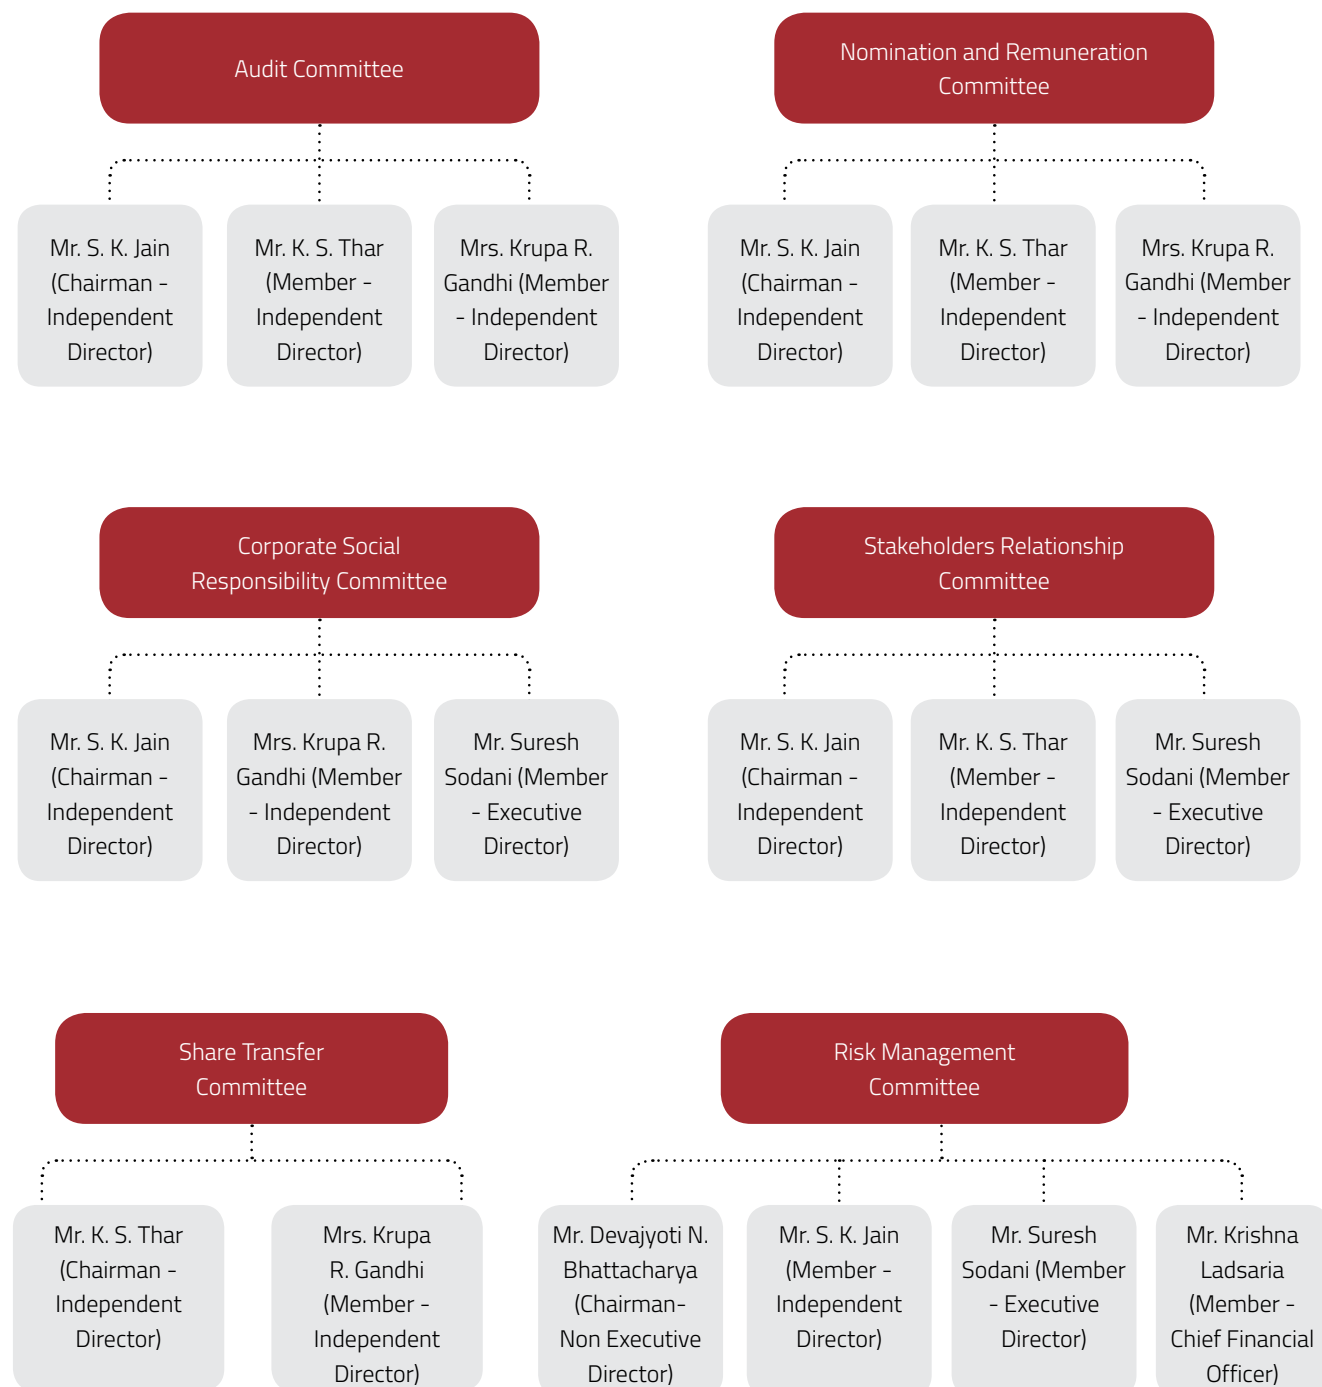 Audit Committee
Mr. S. K. Jain
(Chairman -
Independent
Director)
Mr. K. S. Thar
(Member -
Independent
Director)
Mrs. Krupa R.
Gandhi (Member
- Independent
Director)
Nomination and Remuneration
Committee
Mr. S. K. Jain
(Chairman -
Independent
Director)
Mr. K. S. Thar
(Member -
Independent
Director)
Mrs. Krupa R.
Gandhi (Member
- Independent
Director)
Corporate Social
Responsibility Committee
Mr. S. K. Jain
(Chairman -
Independent
Director)
Mrs. Krupa R.
Gandhi (Member
- Independent
Director)
Mr. Suresh
Sodani (Member
- Executive
Director)
Stakeholders Relationship
Committee
Mr. S. K. Jain
(Chairman -
Independent
Director)
Mr. K. S. Thar
(Member -
Independent
Director)
Mr. Suresh
Sodani (Member
- Executive
Director)
Share Transfer
Committee
Mr. K. S. Thar
(Chairman -
Independent
Director)
Mrs. Krupa
R. Gandhi
(Member -
Independent
Director)
Risk Management
Committee
Mr. Devajyoti N.
Bhattacharya
(Chairman-
Non Executive
Director)
Mr. S. K. Jain
(Member -
Independent
Director)
Mr. Suresh
Sodani (Member
- Executive
Director)
Mr. Krishna
Ladsaria
(Member -
Chief Financial
Officer)